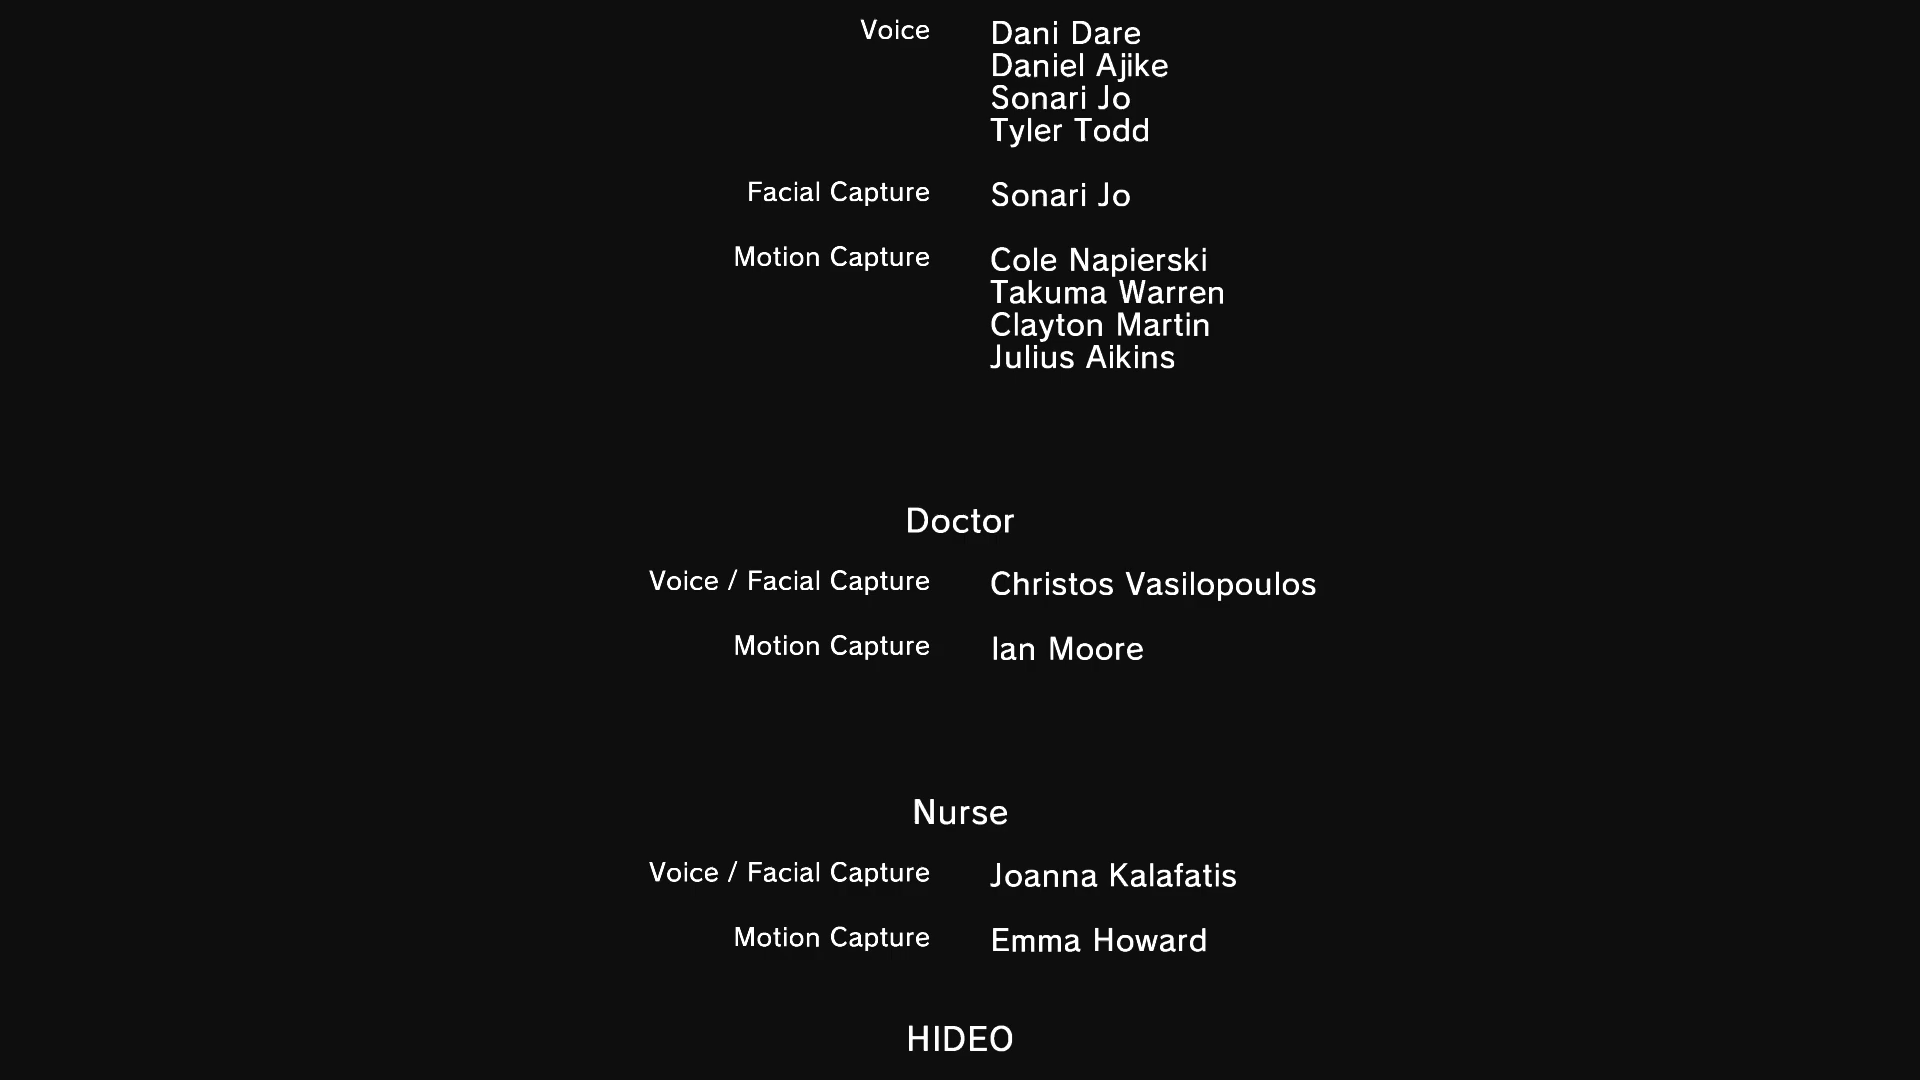 Voice Dani Dare
Daniel Ajike
Sonari Jo
Tyler Todd
Facial Capture Sonari Jo
Motion Capture Cole Napierski
Takuma Warren
Clayton Martin
Julius Aikins
Doctor
Voice / Facial Capture Christos Vasilopoulos
Motion Capture Ian Moore
Nurse
Voice / Facial Capture Joanna Kalafatis
Motion Capture Emma Howard
HIDEO